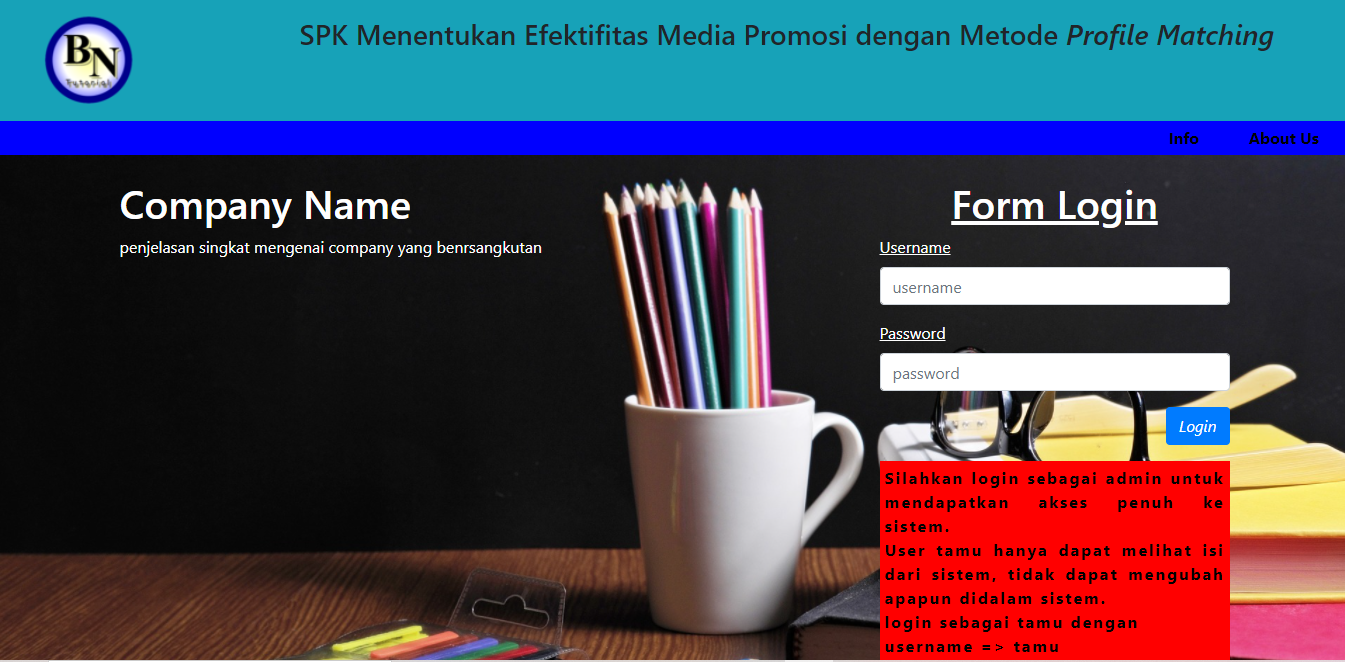 BN
Tutorial
SPK Menentukan Efektifitas Media Promosi dengan Metode Profile Matching
Info
About Us
Company Name
penjelasan singkat mengenai company yang benrsangkutan
Form Login
Username
username
Password
password
Login
Silahkan login sebagai admin untuk
mendapatkan akses penuh ke
sistem.
User tamu hanya dapat melihat isi
dari sistem, tidak dapat mengubah
apapun didalam sistem.
login sebagai tamu dengan
username => tamu